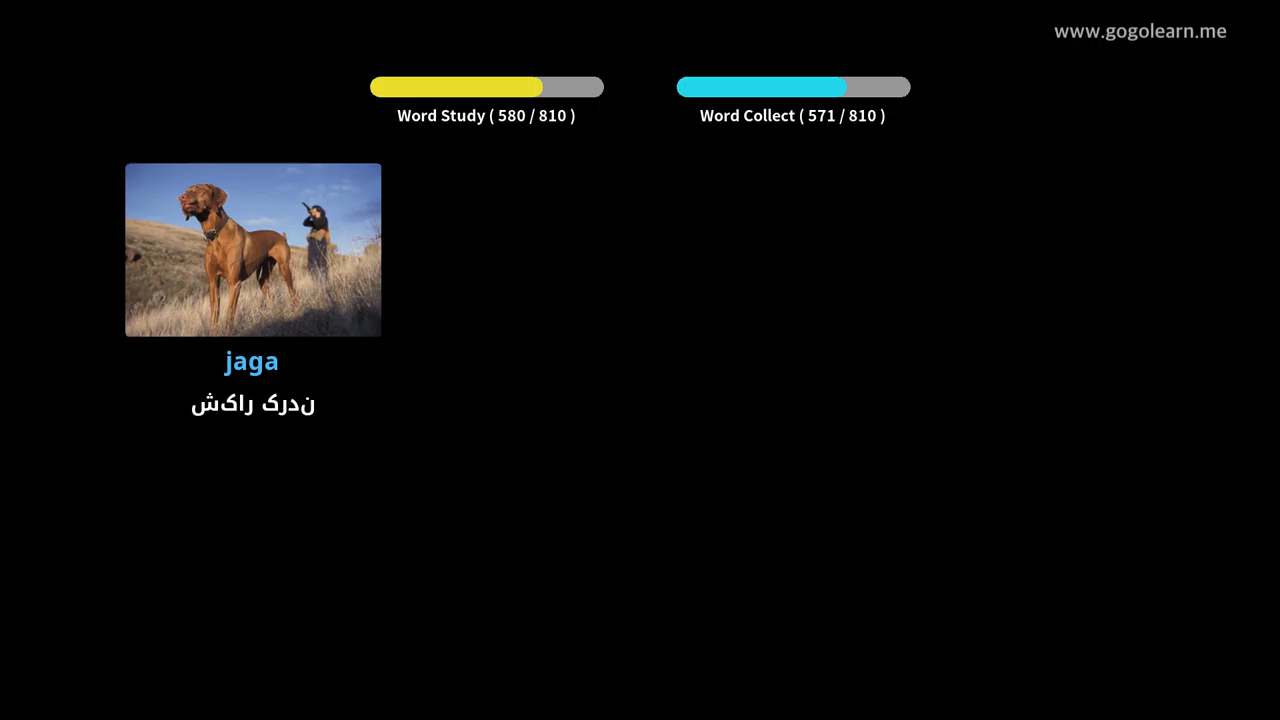 www.gogolearn.me
Word Study ( 580 / 810 )
Word Collect ( 571 / 810 )
jaga
ندرک راکش